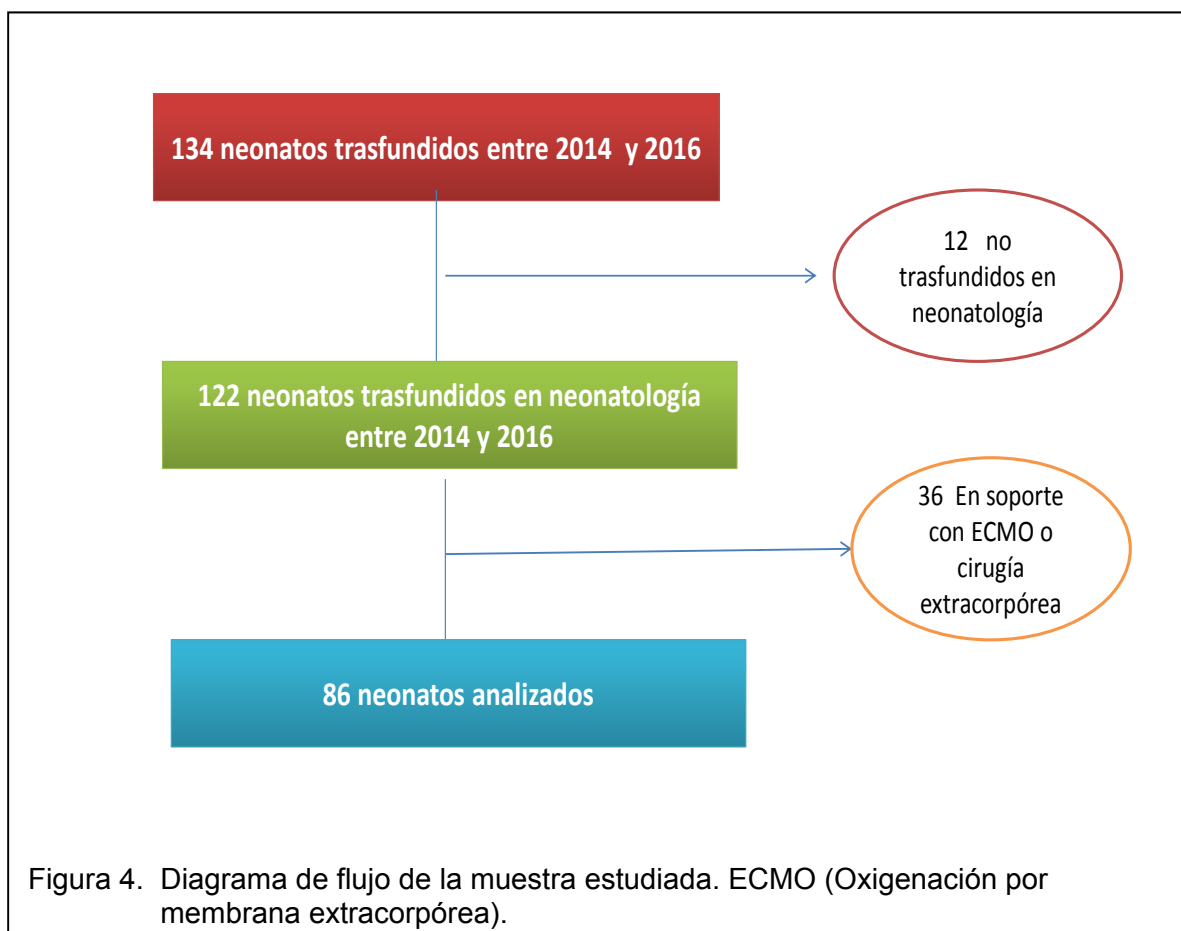 134 neonatos trasfundidos entre 2014 y 2016
12 no
trasfundidos en
neonatología
122 neonatos trasfundidos en neonatología
entre 2014 y 2016
36 En soporte
con ECMO o
cirugía
extracorpórea
86 neonatos analizados
Figura 4. Diagrama de flujo de la muestra estudiada. ECMO (Oxigenación por
membrana extracorpórea).